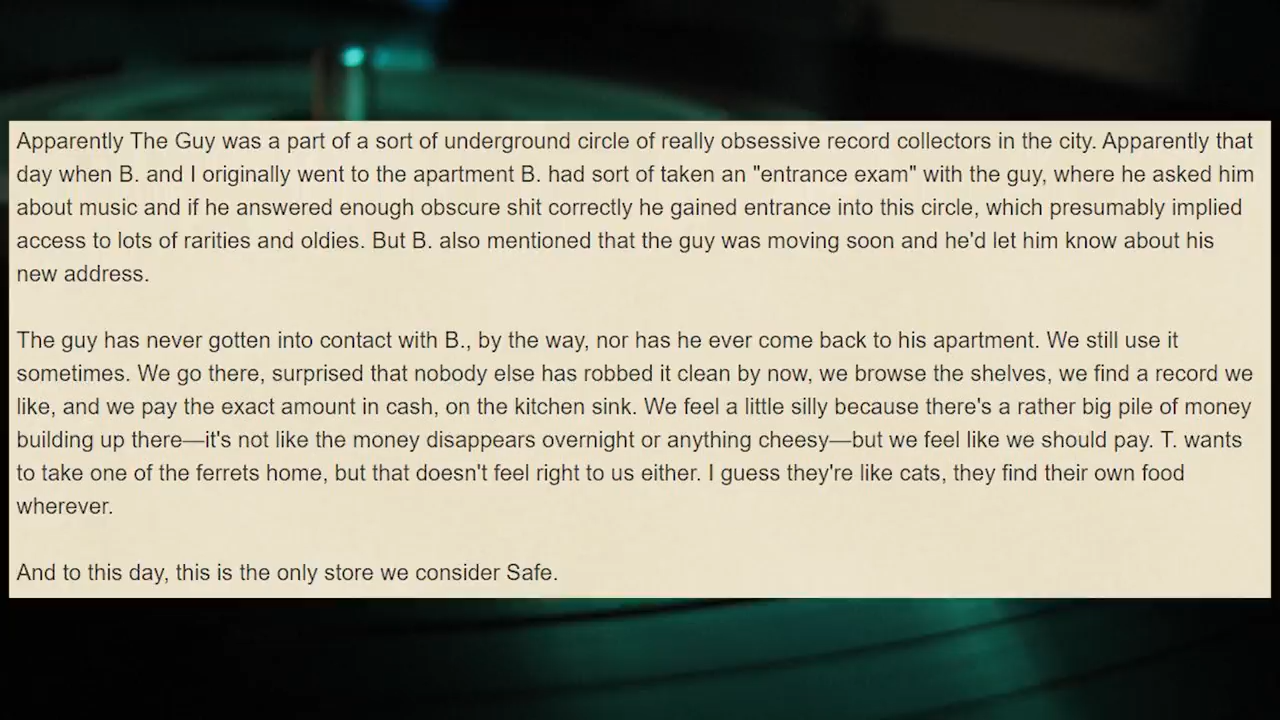 Apparently The Guy was a part of a sort of underground circle of really obsessive record collectors in the city. Apparently that
day when B. and I originally went to the apartment B. had sort of taken an "entrance exam" with the guy, where he asked him
about music and if he answered enough obscure shit correctly he gained entrance into this circle, which presumably implied
access to lots of rarities and oldies. But B. also mentioned that the guy was moving soon and he'd let him know about his
new address.
The guy has never gotten into contact with B., by the way, nor has he ever come back to his apartment. We still use it
sometimes. We go there, surprised that nobody else has robbed it clean by now, we browse the shelves, we find a record we
like, and we pay the exact amount in cash, on the kitchen sink. We feel a little silly because there's a rather big pile of money
building up there—it's not like the money disappears overnight or anything cheesy—but we feel like we should pay. T. wants
to take one of the ferrets home, but that doesn't feel right to us either. I guess they're like cats, they find their own food
wherever.
And to this day, this is the only store we consider Safe.